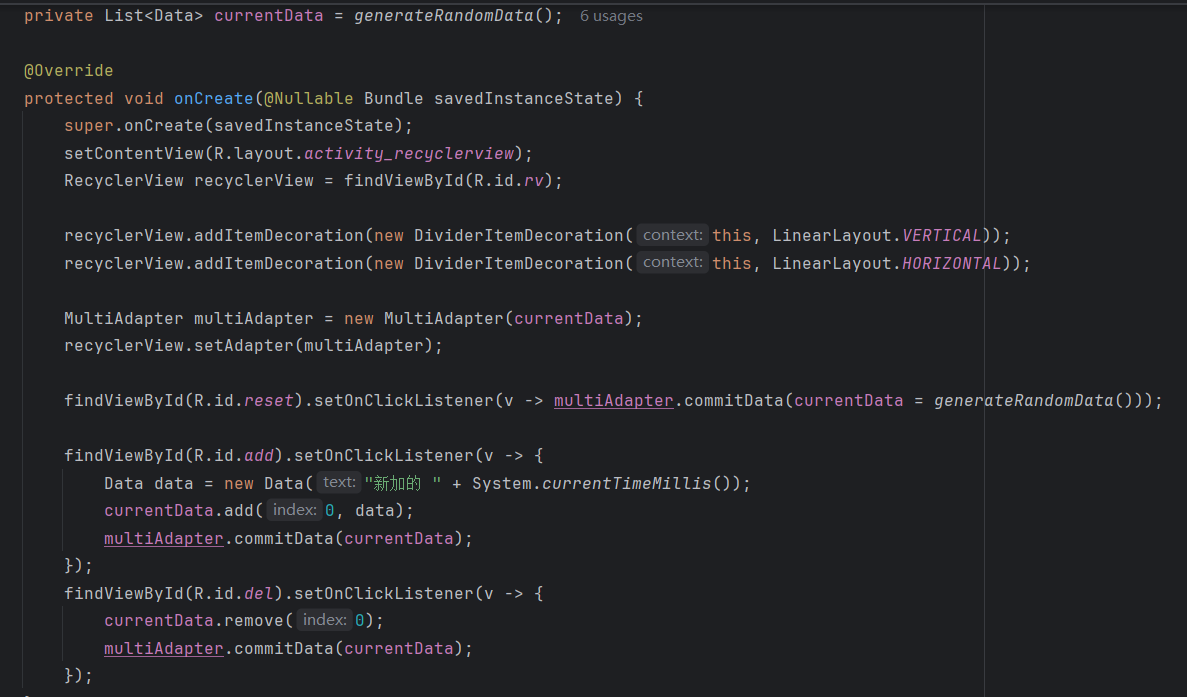 private List<Data> currentData = generateRandomData(); 6 usages
@Override
protected void onCreate(@Nullable Bundle savedInstanceState) {
super.onCreate(savedInstanceState);
setContentView(R.layout.activity_recyclerview);
RecyclerView recyclerView = findViewById(R.id.rv);
recyclerView.addItemDecoration(new DividerItemDecoration( context: this, LinearLayout.VERTICAL));
recyclerView.addItemDecoration(new DividerItemDecoration( context: this, LinearLayout.HORIZONTAL));
MultiAdapter multiAdapter = new MultiAdapter(currentData);
recyclerView.setAdapter(multiAdapter);
findViewById(R.id.reset).setOnClickListener(v -> multiAdapter.commitData(currentData = generateRandomData()));
findViewById(R.id.add).setOnClickListener(v -> {
Data data = new Data( text: "新加的 " + System.currentTimeMillis());
currentData.add( index: 0, data);
multiAdapter.commitData(currentData);
});
findViewById(R.id.del).setOnClickListener(v -> {
currentData.remove( index: 0);
multiAdapter.commitData(currentData);
});